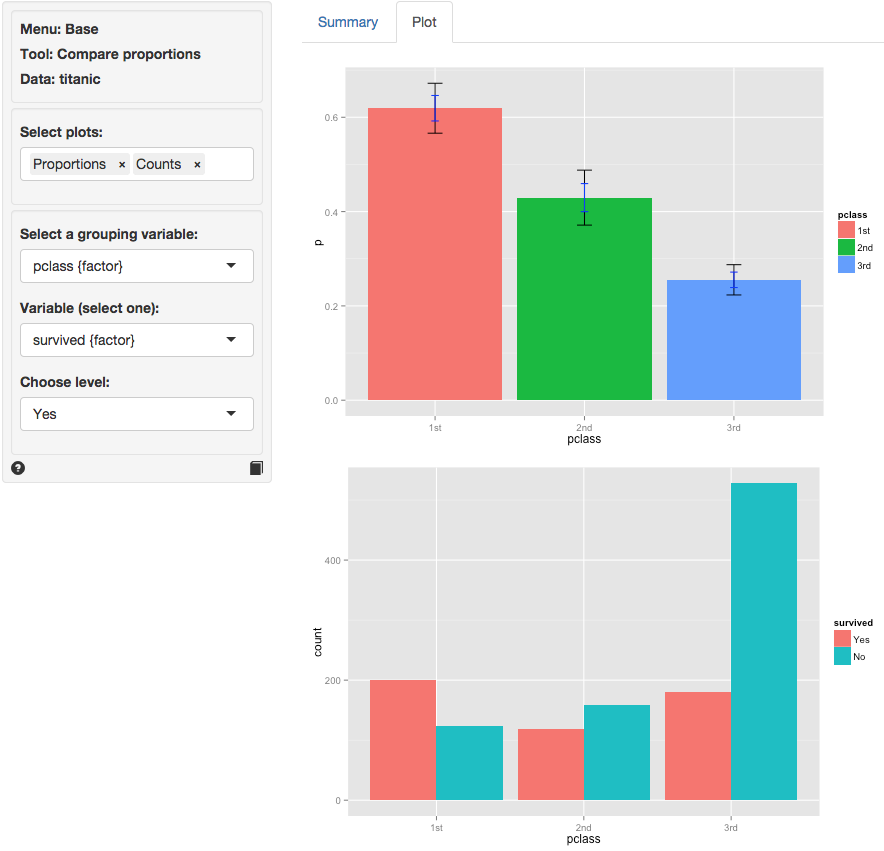 Menu: Base
Tool: Compare proportions
Data: titanic
Select plots:
Proportions × Counts ×
Select a grouping variable:
pclass {factor}
Variable (select one):
survived {factor}
Choose level:
Yes
?
Summary Plot
0.6
0.4
0.2
0.0
p
1st 2nd 3rd
pclass
pclass
1st
2nd
3rd
400
200
0
count
1st 2nd 3rd
pclass
survived
Yes
No